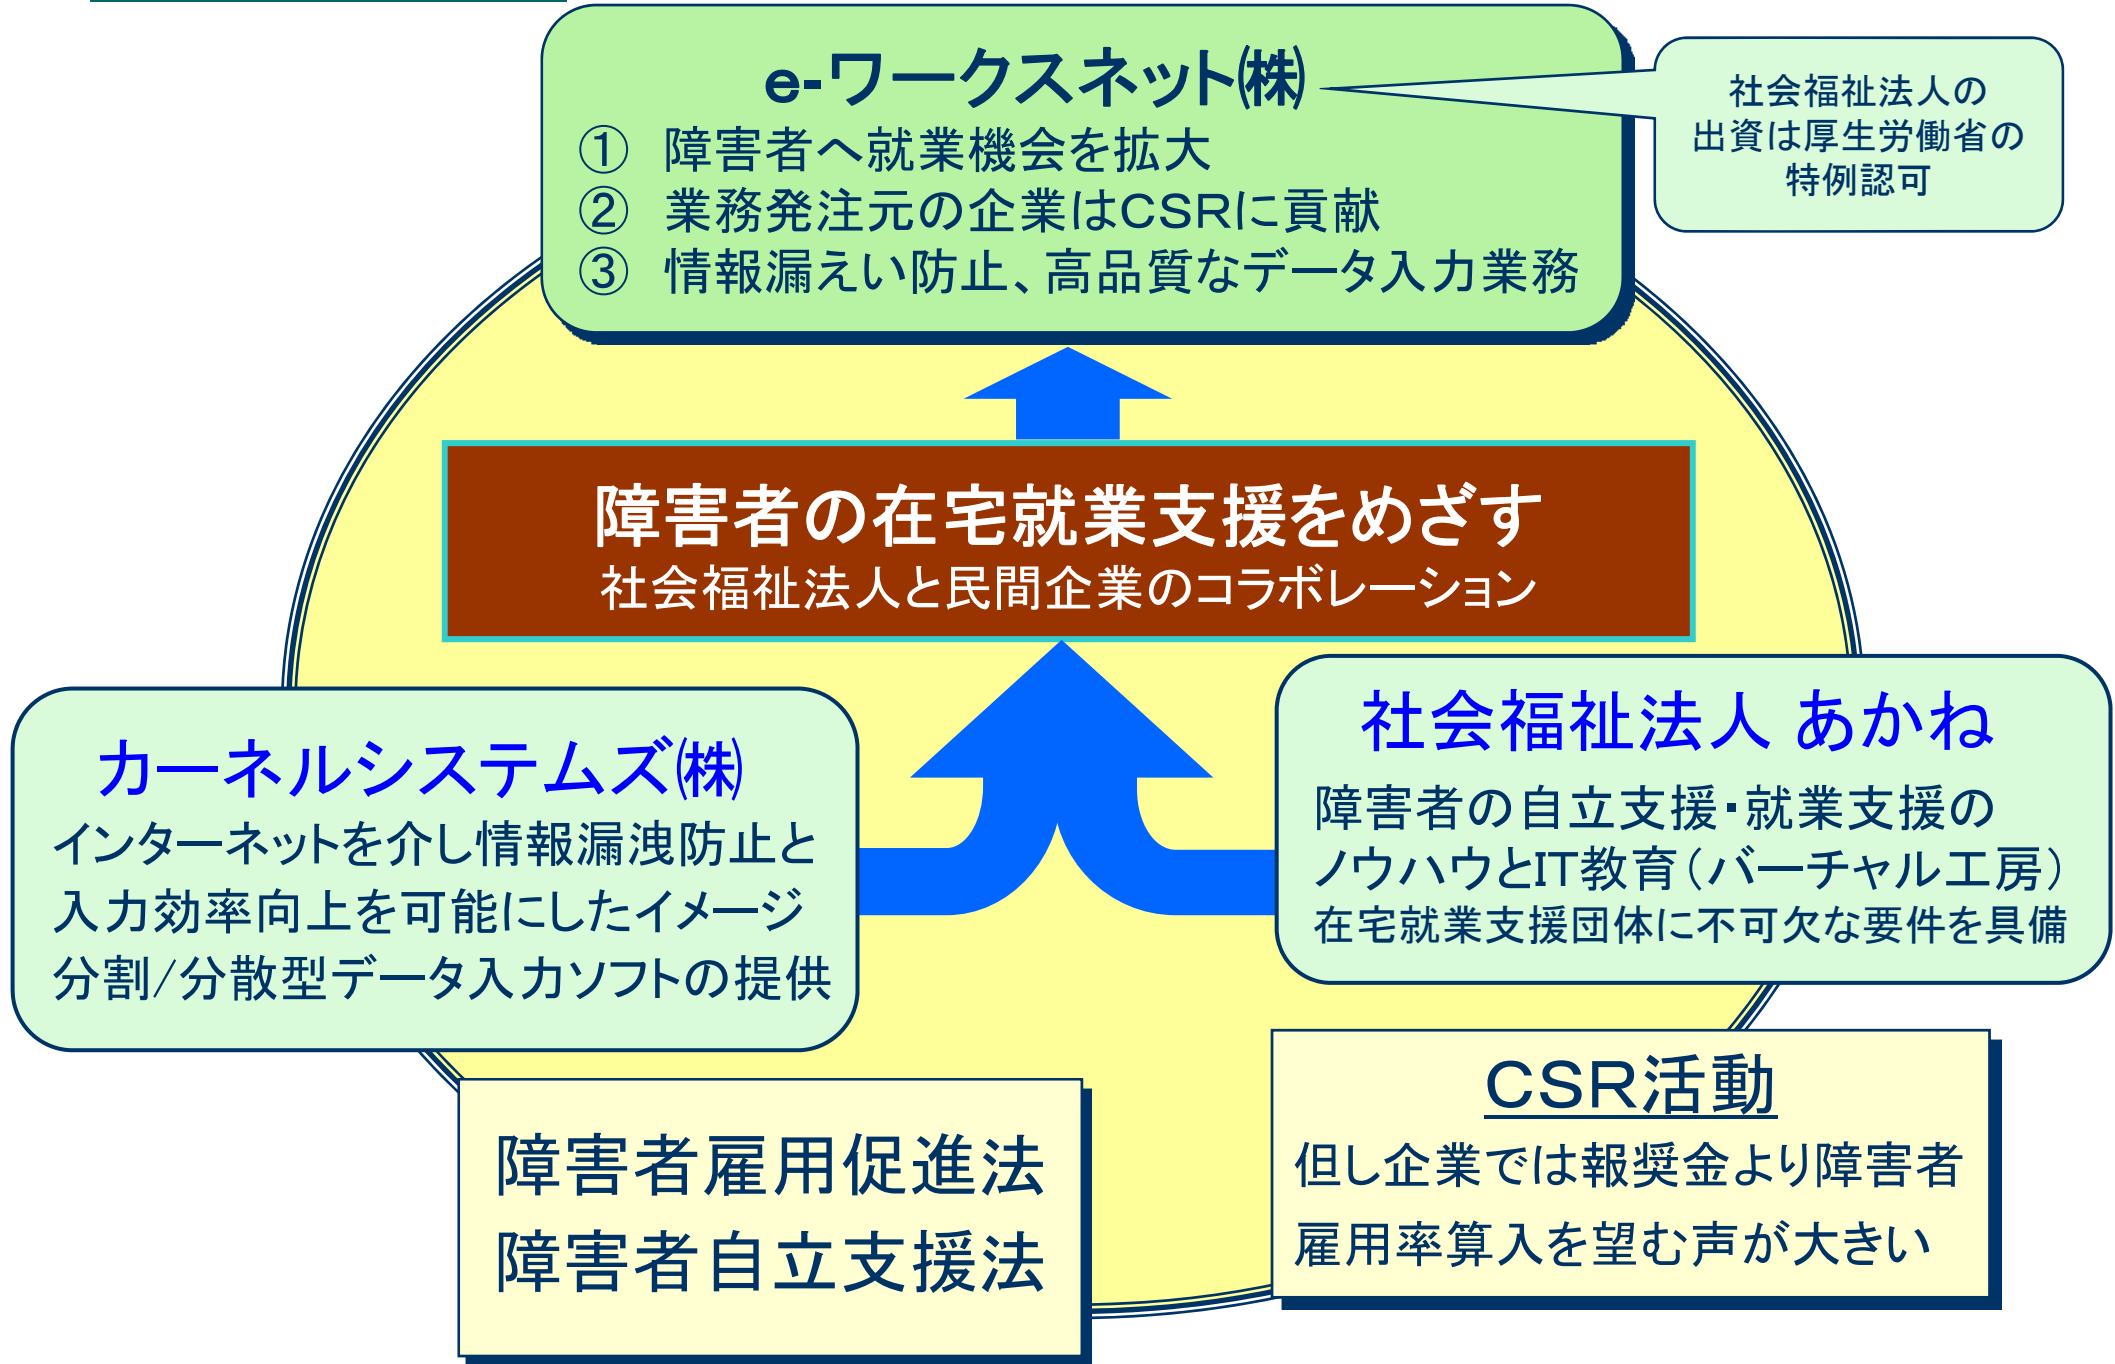 e-ワークスネット㈱
① 障害者へ就業機会を拡大
② 業務発注元の企業はCSRに貢献
③ 情報漏えい防止、高品質なデータ入力業務
社会福祉法人の
出資は厚生労働省の
特例認可
障害者の在宅就業支援をめざす
社会福祉法人と民間企業のコラボレーション
カーネルシステムズ㈱
インターネットを介し情報漏洩防止と
入力効率向上を可能にしたイメージ
分割/分散型データ入力ソフトの提供
社会福祉法人 あかね
障害者の自立支援・就業支援の
ノウハウとIT教育（バーチャル工房）
在宅就業支援団体に不可欠な要件を具備
障害者雇用促進法
障害者自立支援法
CSR活動
但し企業では報奨金より障害者
雇用率算入を望む声が大きい